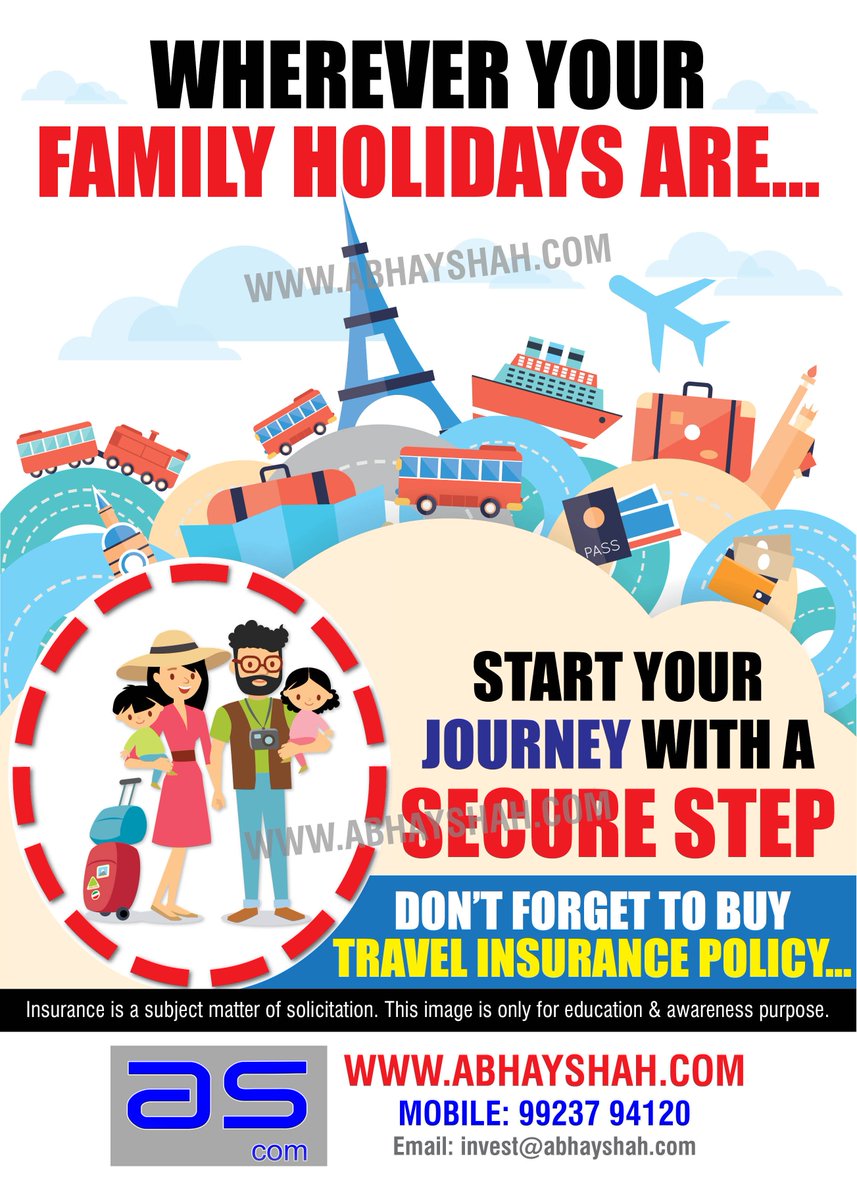 WHEREVER YOUR
FAMILY HOLIDAYS ARE...
WWW.ABHAYSHAH.COM
PASS
START YOUR
JOURNEY WITH A
SECURE STEP
WWW.ABHAYSHAH.COM
DON'T FORGET TO BUY
TRAVEL INSURANCE POLICY...
Insurance is a subject matter of solicitation. This image is only for education & awareness purpose.
as
com
WWW.ABHAYSHAH.COM
MOBILE: 99237 94120
Email: invest@abhayshah.com